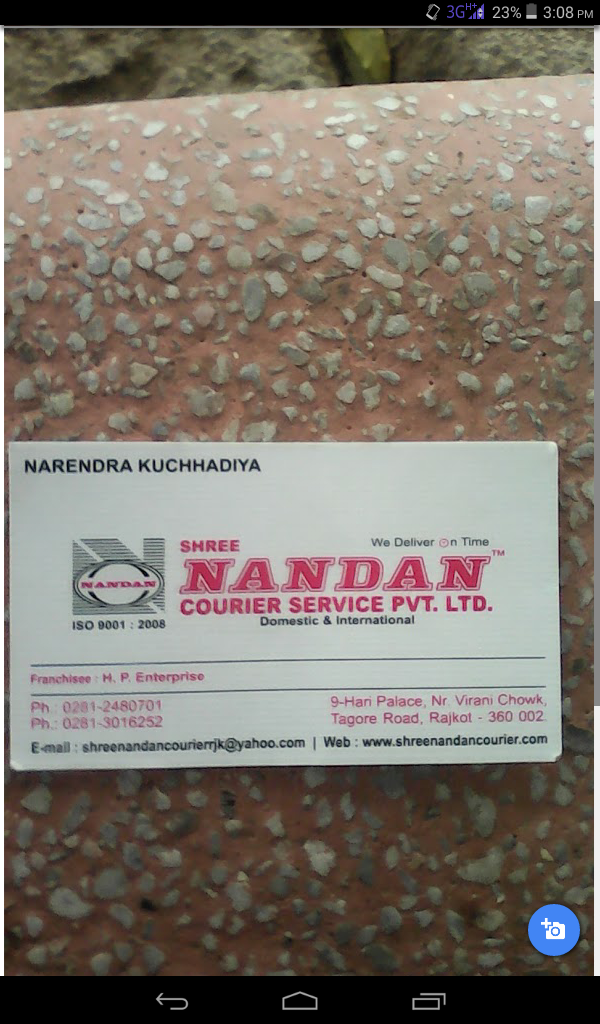 3G H+ 23% 3:08 PM
NARENDRA KUCHHADIYA
We Deliver On Time
SHREE
NANDAN™
NANDAN
COURIER SERVICE PVT. LTD.
ISO 9001 : 2008
Domestic & International
Franchisee : H. P. Enterprise
Ph.: 0281-2480701
Ph.: 0281-3016252
9-Hari Palace, Nr. Virani Chowk,
Tagore Road, Rajkot - 360 002.
E-mail : shreenandancourierrjk@yahoo.com | Web : www.shreenandancourier.com